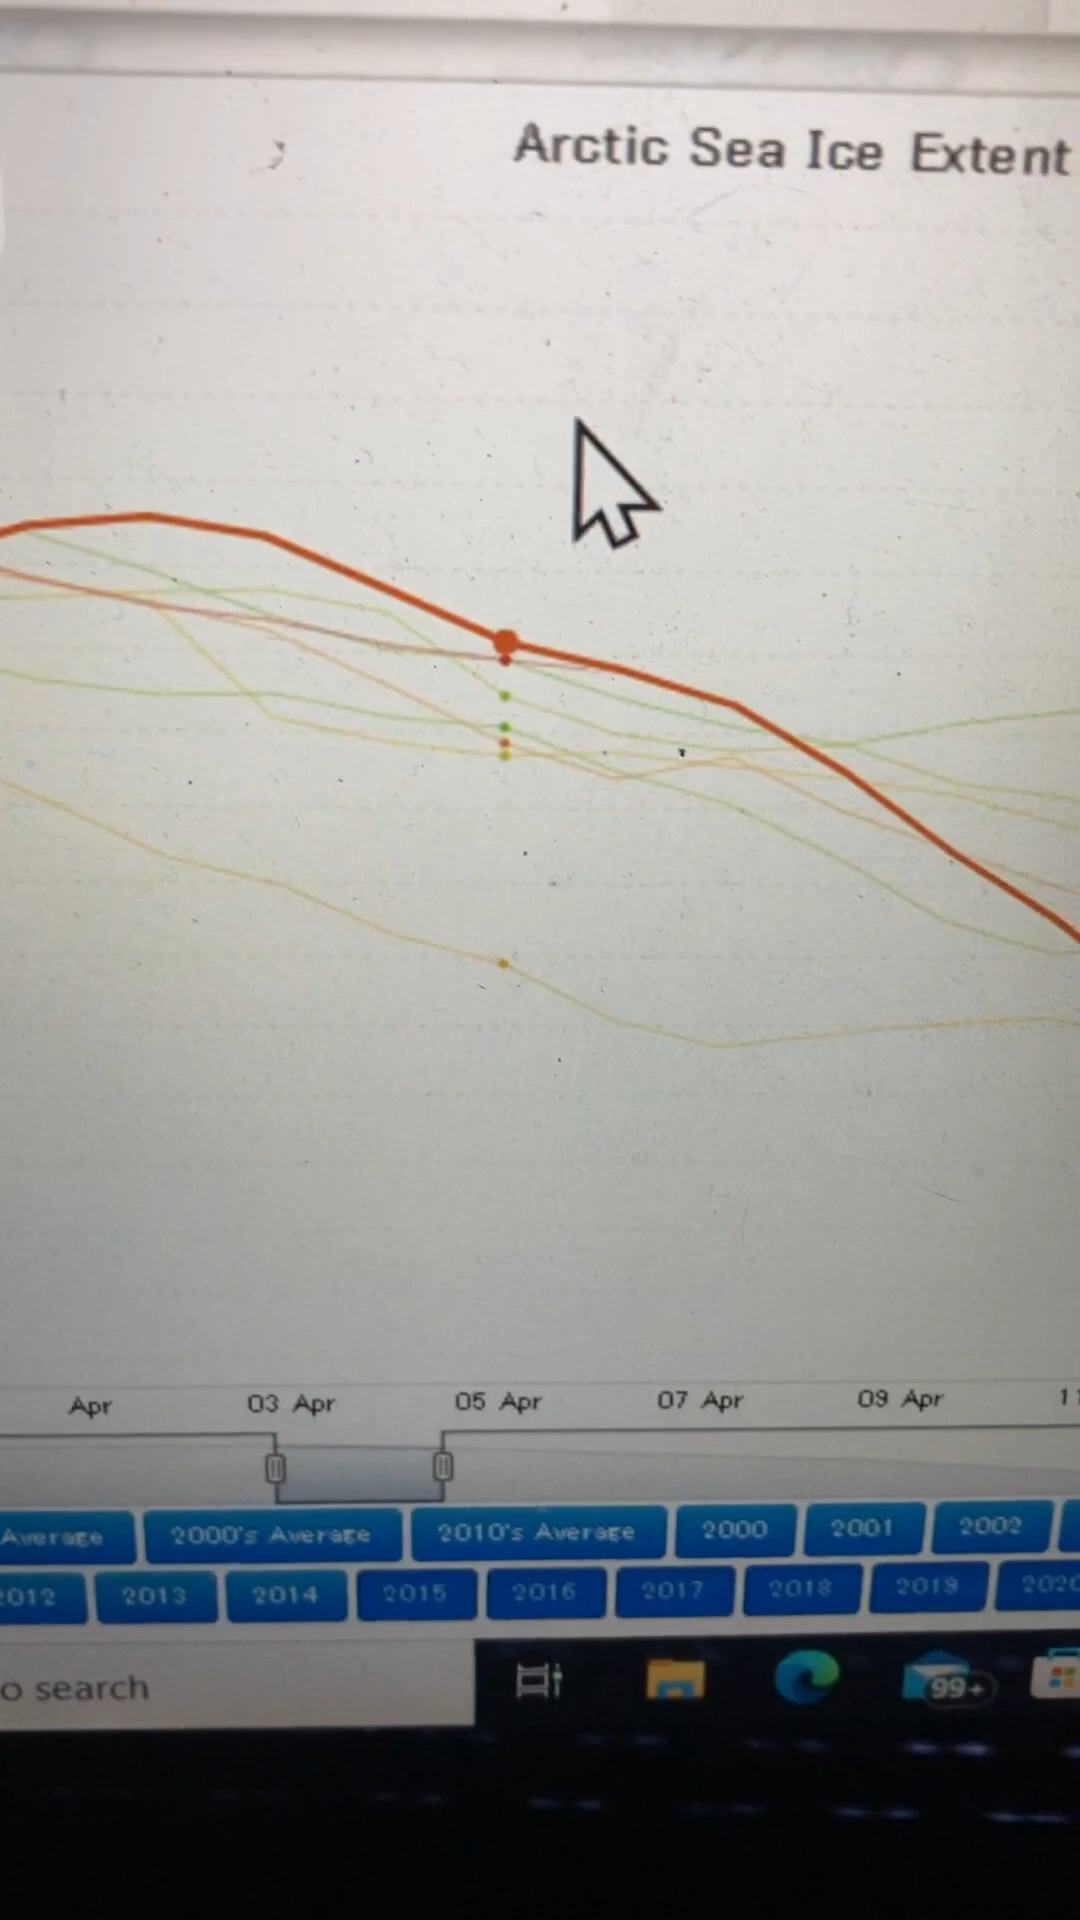 Arctic Sea Ice Extent
Apr
03 Apr
05 Apr
07 Apr
09 Apr
11
Average
2000's Average
2010's Average
2000
2001
2002
2012
2013
2014
2015
2016
2017
2018
2019
2020
o search
99+